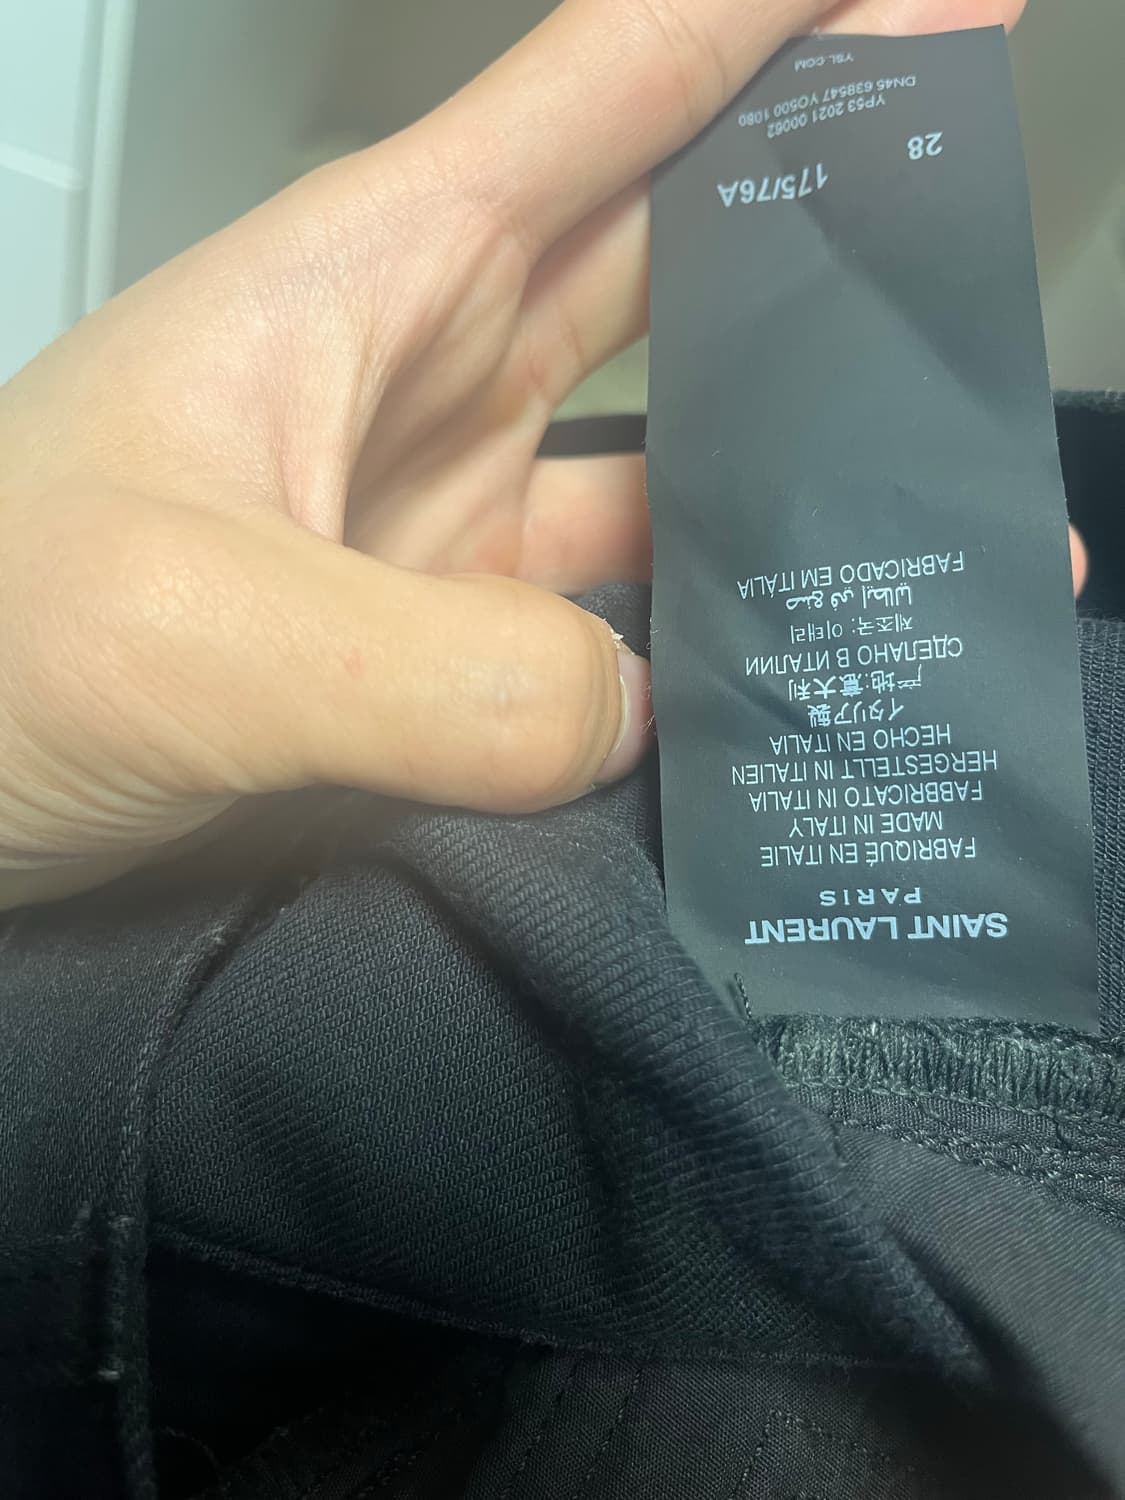 SAINT LAURENT
PARIS
FABRIQUÉ EN ITALIE
MADE IN ITALY
FABBRICATO IN ITALIA
HERGESTELLT IN ITALIEN
HECHO EN ITALIA
イタリア製
产地:意大利
СДЕЛАНО В ИТАЛИИ
제조국: 이태리
صنع في إيطاليا
FABRICADO EM ITÁLIA
175/76A
28
YP53 2021 00062
DN45 638547 YO500 1080
YSL.COM